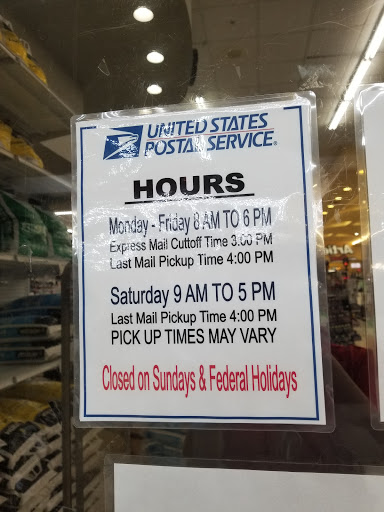 UNITED STATES
POSTAL SERVICE®
HOURS
Monday - Friday 8 AM TO 6 PM
Express Mail Cuttoff Time 3:00 PM
Last Mail Pickup Time 4:00 PM
Saturday 9 AM TO 5 PM
Last Mail Pickup Time 4:00 PM
PICK UP TIMES MAY VARY
Closed on Sundays & Federal Holidays